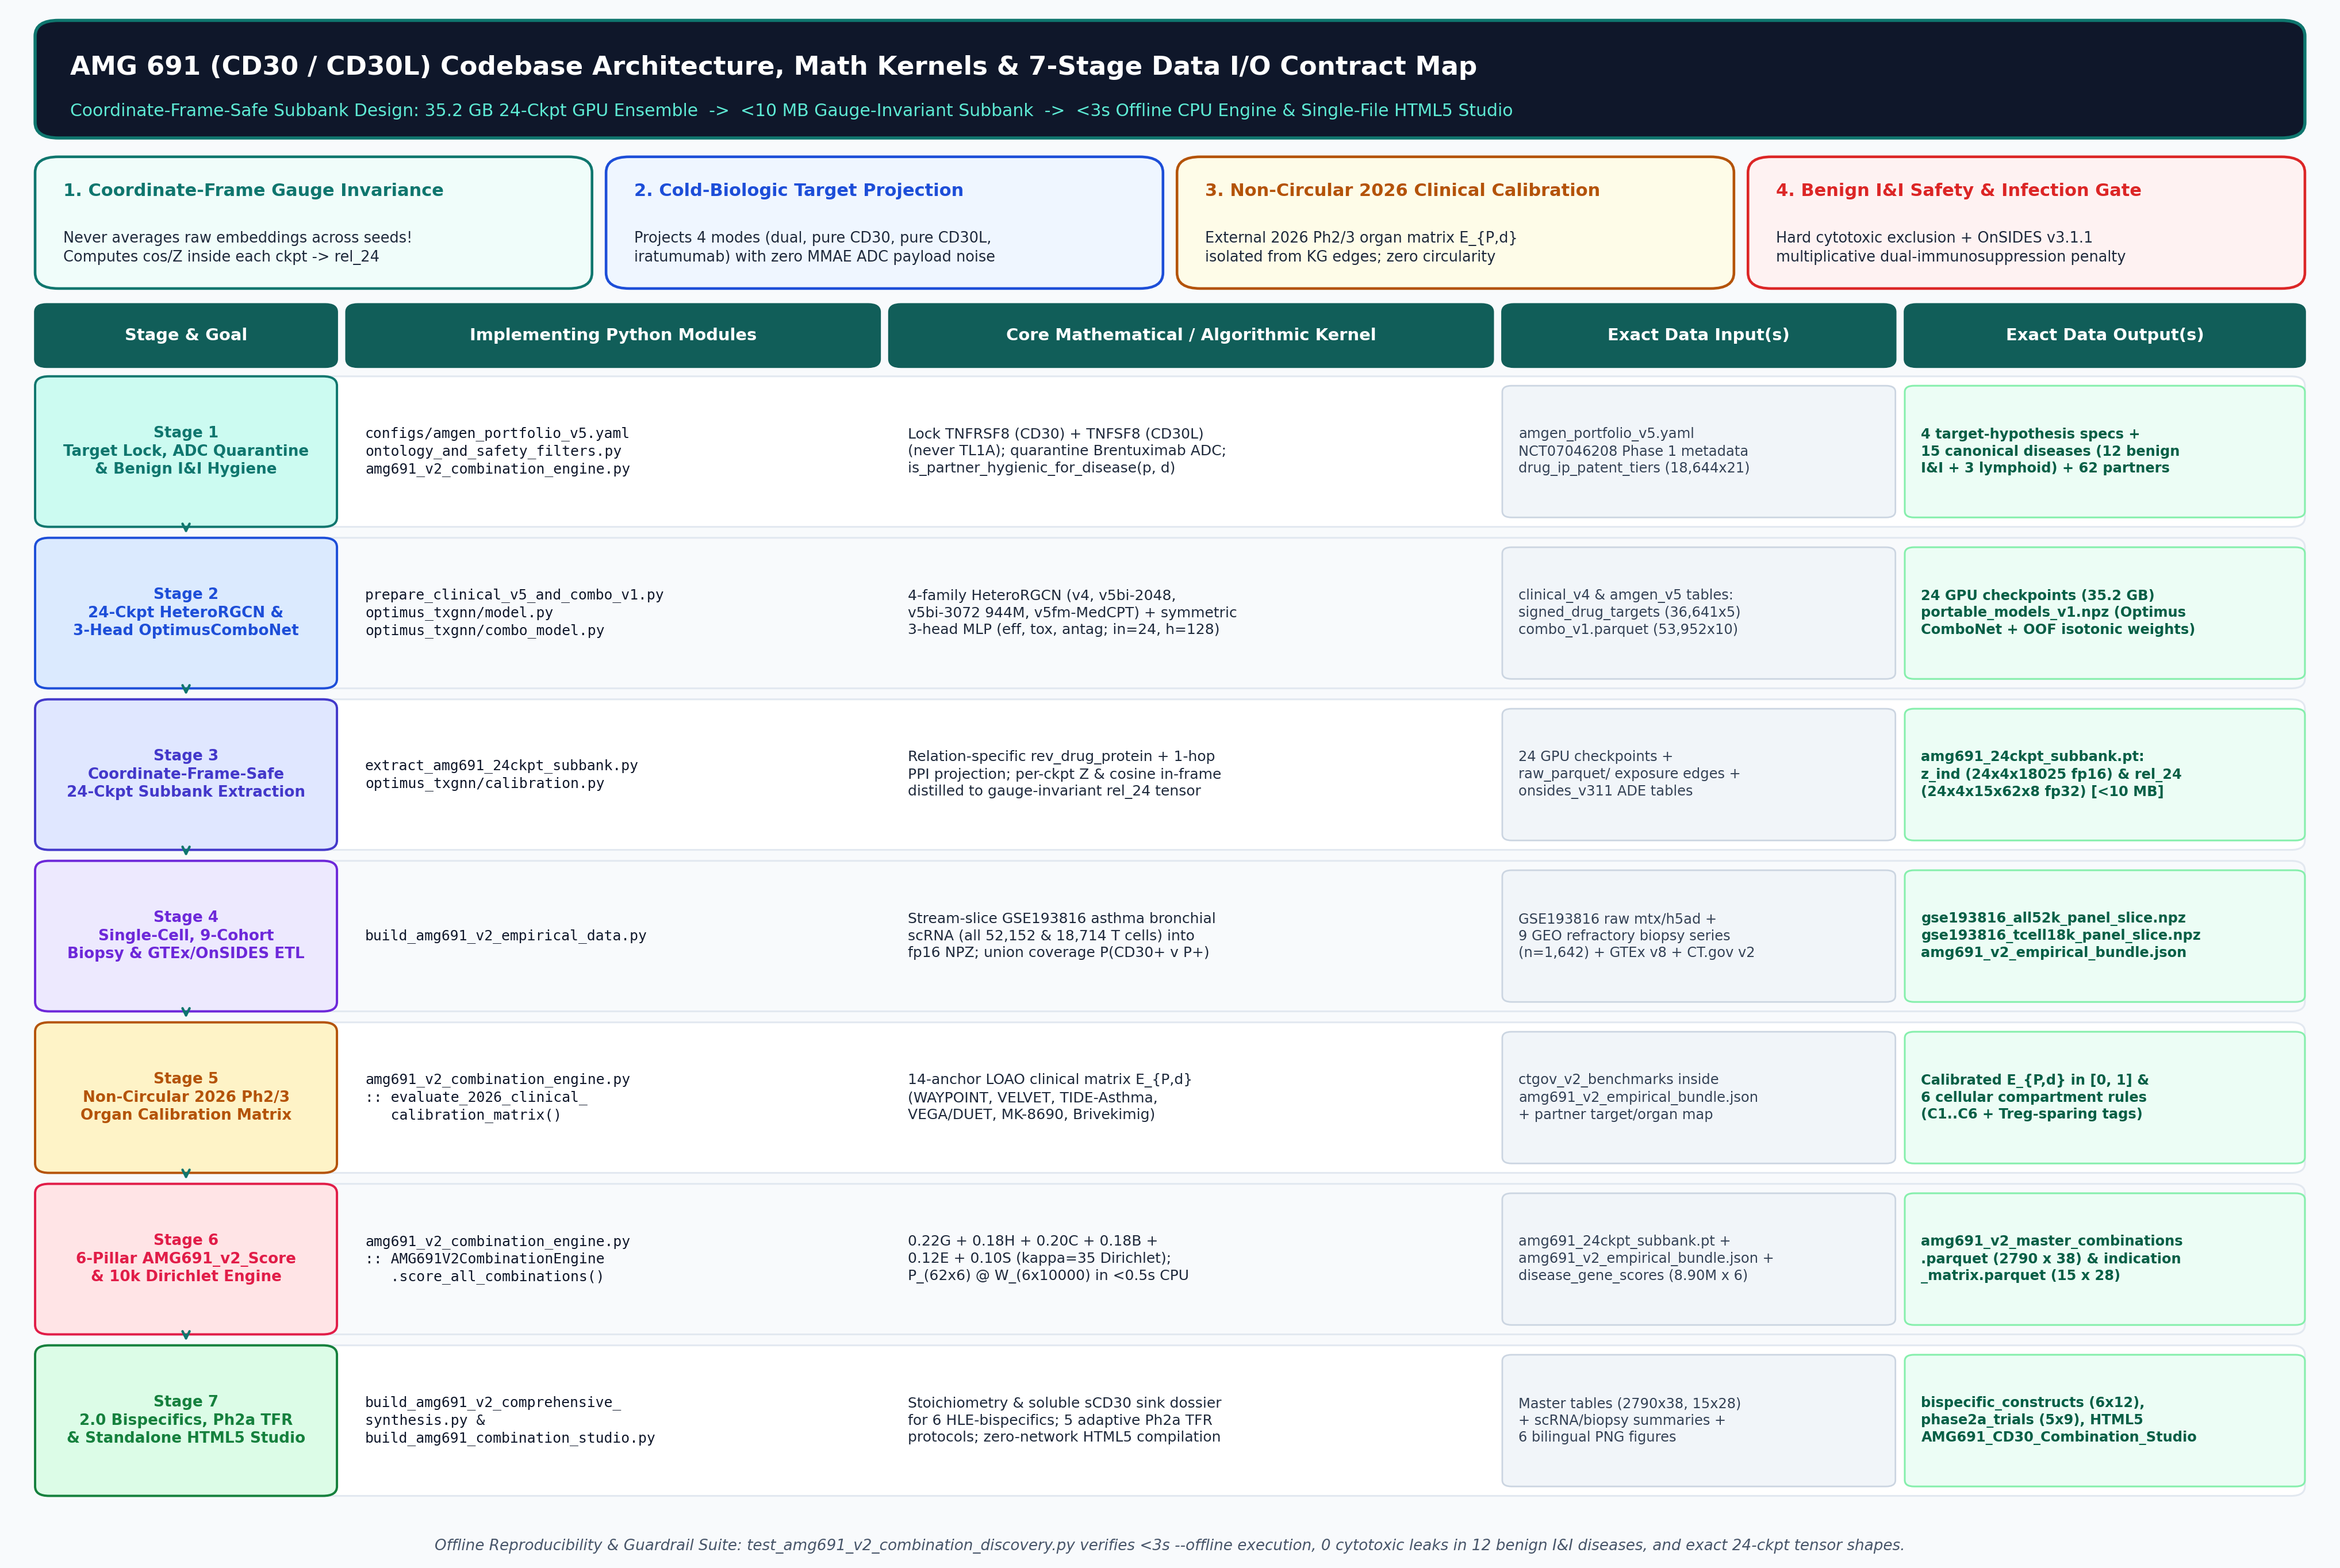 AMG 691 (CD30 / CD30L) Codebase Architecture, Math Kernels & 7-Stage Data I/O Contract Map
Coordinate-Frame-Safe Subbank Design: 35.2 GB 24-Ckpt GPU Ensemble -> <10 MB Gauge-Invariant Subbank -> <3s Offline CPU Engine & Single-File HTML5 Studio
1. Coordinate-Frame Gauge Invariance
Never averages raw embeddings across seeds!
Computes cos/Z inside each ckpt -> rel_24
2. Cold-Biologic Target Projection
Projects 4 modes (dual, pure CD30, pure CD30L,
iratumumab) with zero MMAE ADC payload noise
3. Non-Circular 2026 Clinical Calibration
External 2026 Ph2/3 organ matrix E_{P,d}
isolated from KG edges; zero circularity
4. Benign I&I Safety & Infection Gate
Hard cytotoxic exclusion + OnSIDES v3.1.1
multiplicative dual-immunosuppression penalty
Stage & Goal
Implementing Python Modules
Core Mathematical / Algorithmic Kernel
Exact Data Input(s)
Exact Data Output(s)
Stage 1
Target Lock, ADC Quarantine
& Benign I&I Hygiene
configs/amgen_portfolio_v5.yaml
ontology_and_safety_filters.py
amg691_v2_combination_engine.py
Lock TNFRSF8 (CD30) + TNFSF8 (CD30L)
(never TL1A); quarantine Brentuximab ADC;
is_partner_hygienic_for_disease(p, d)
amgen_portfolio_v5.yaml
NCT07046208 Phase 1 metadata
drug_ip_patent_tiers (18,644x21)
4 target-hypothesis specs +
15 canonical diseases (12 benign
I&I + 3 lymphoid) + 62 partners
Stage 2
24-Ckpt HeteroRGCN &
3-Head OptimusComboNet
prepare_clinical_v5_and_combo_v1.py
optimus_txgnn/model.py
optimus_txgnn/combo_model.py
4-family HeteroRGCN (v4, v5bi-2048,
v5bi-3072 944M, v5fm-MedCPT) + symmetric
3-head MLP (eff, tox, antag; in=24, h=128)
clinical_v4 & amgen_v5 tables:
signed_drug_targets (36,641x5)
combo_v1.parquet (53,952x10)
24 GPU checkpoints (35.2 GB)
portable_models_v1.npz (Optimus
ComboNet + OOF isotonic weights)
Stage 3
Coordinate-Frame-Safe
24-Ckpt Subbank Extraction
extract_amg691_24ckpt_subbank.py
optimus_txgnn/calibration.py
Relation-specific rev_drug_protein + 1-hop
PPI projection; per-ckpt Z & cosine in-frame
distilled to gauge-invariant rel_24 tensor
24 GPU checkpoints +
raw_parquet/ exposure edges +
onsides_v311 ADE tables
amg691_24ckpt_subbank.pt:
z_ind (24x4x18025 fp16) & rel_24
(24x4x15x62x8 fp32) [<10 MB]
Stage 4
Single-Cell, 9-Cohort
Biopsy & GTEx/OnSIDES ETL
build_amg691_v2_empirical_data.py
Stream-slice GSE193816 asthma bronchial
scRNA (all 52,152 & 18,714 T cells) into
fp16 NPZ; union coverage P(CD30+ v P+)
GSE193816 raw mtx/h5ad +
9 GEO refractory biopsy series
(n=1,642) + GTEx v8 + CT.gov v2
gse193816_all52k_panel_slice.npz
gse193816_tcell18k_panel_slice.npz
amg691_v2_empirical_bundle.json
Stage 5
Non-Circular 2026 Ph2/3
Organ Calibration Matrix
amg691_v2_combination_engine.py
:: evaluate_2026_clinical_
calibration_matrix()
14-anchor LOAO clinical matrix E_{P,d}
(WAYPOINT, VELVET, TIDE-Asthma,
VEGA/DUET, MK-8690, Brivekimig)
ctgov_v2_benchmarks inside
amg691_v2_empirical_bundle.json
+ partner target/organ map
Calibrated E_{P,d} in [0, 1] &
6 cellular compartment rules
(C1..C6 + Treg-sparing tags)
Stage 6
6-Pillar AMG691_v2_Score
& 10k Dirichlet Engine
amg691_v2_combination_engine.py
:: AMG691V2CombinationEngine
.score_all_combinations()
0.22G + 0.18H + 0.20C + 0.18B +
0.12E + 0.10S (kappa=35 Dirichlet);
P_(62x6) @ W_(6x10000) in <0.5s CPU
amg691_24ckpt_subbank.pt +
amg691_v2_empirical_bundle.json +
disease_gene_scores (8.90M x 6)
amg691_v2_master_combinations
.parquet (2790 x 38) & indication
_matrix.parquet (15 x 28)
Stage 7
2.0 Bispecifics, Ph2a TFR
& Standalone HTML5 Studio
build_amg691_v2_comprehensive_
synthesis.py &
build_amg691_combination_studio.py
Stoichiometry & soluble sCD30 sink dossier
for 6 HLE-bispecifics; 5 adaptive Ph2a TFR
protocols; zero-network HTML5 compilation
Master tables (2790x38, 15x28)
+ scRNA/biopsy summaries +
6 bilingual PNG figures
bispecific_constructs (6x12),
phase2a_trials (5x9), HTML5
AMG691_CD30_Combination_Studio
Offline Reproducibility & Guardrail Suite: test_amg691_v2_combination_discovery.py verifies <3s --offline execution, 0 cytotoxic leaks in 12 benign I&I diseases, and exact 24-ckpt tensor shapes.